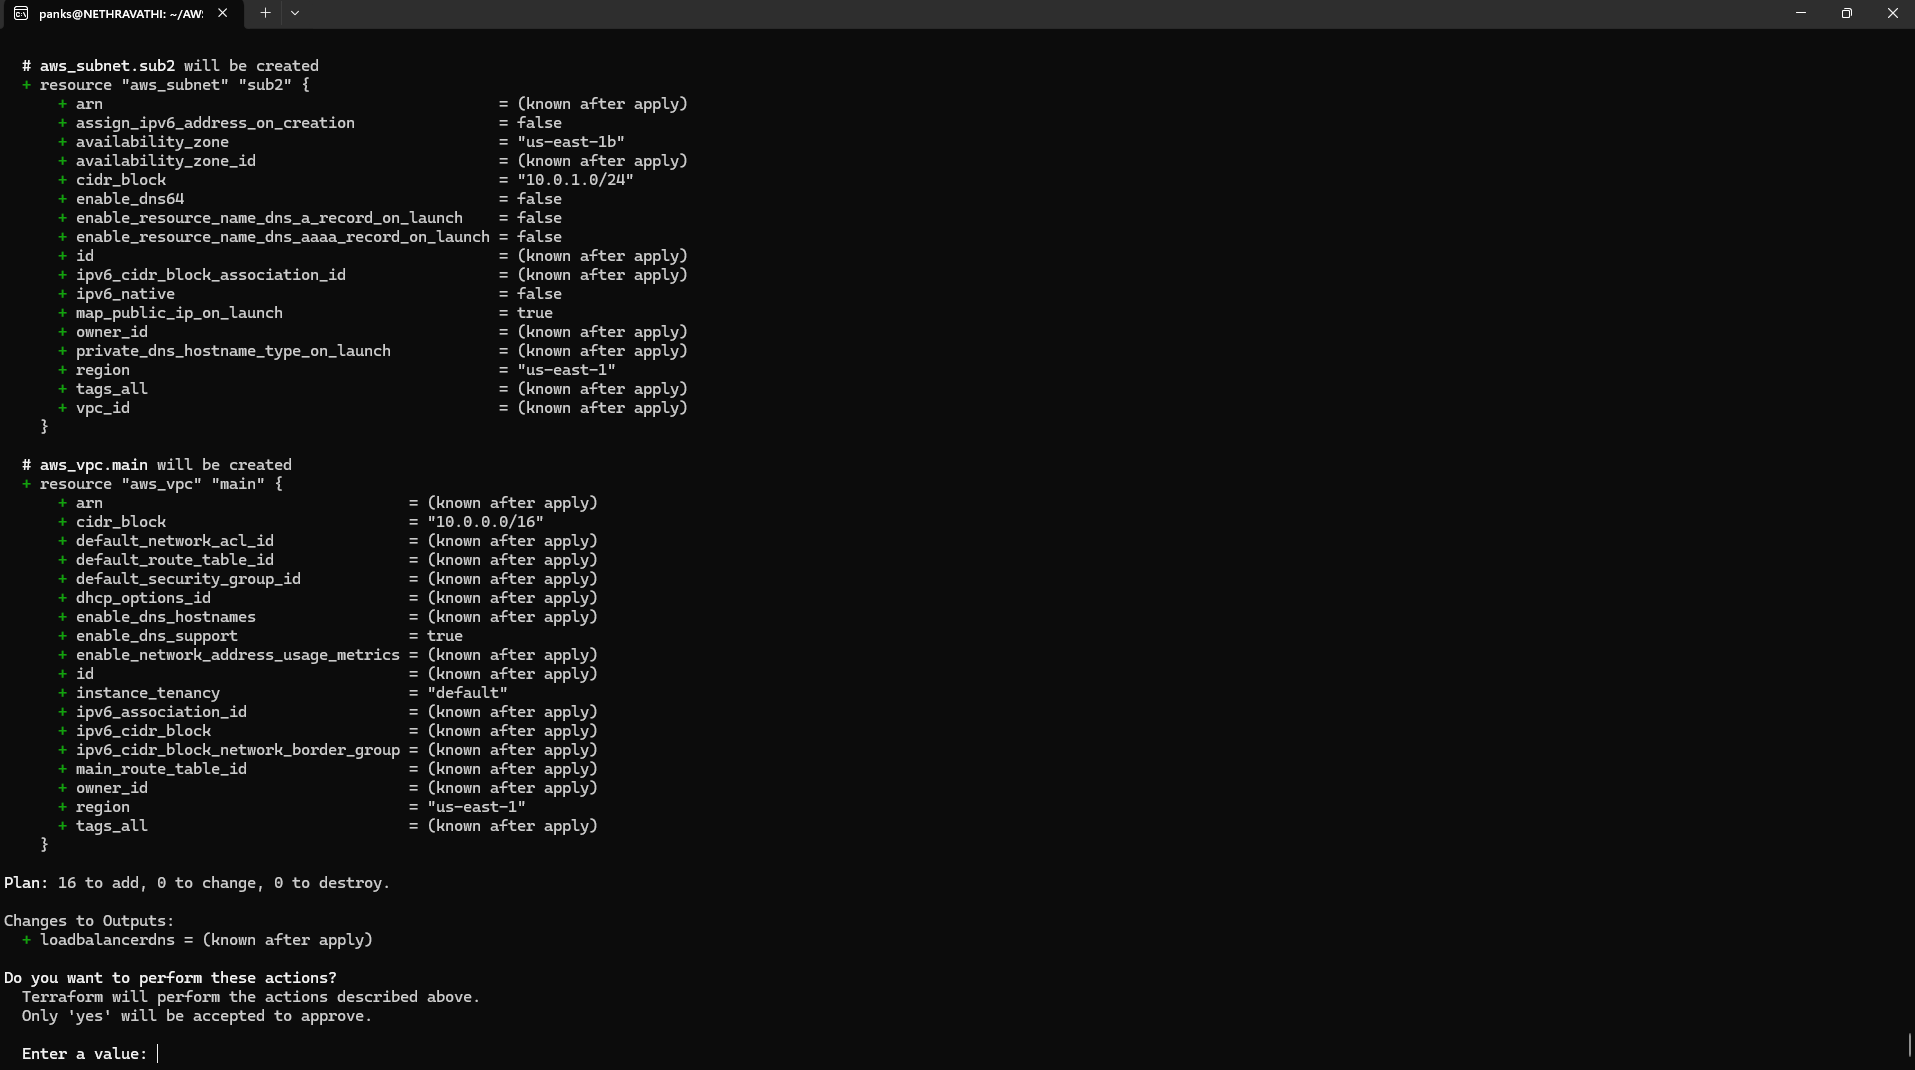 panks@NETHRAVATHI: ~/AWS
# aws_subnet.sub2 will be created
+ resource "aws_subnet" "sub2" {
+ arn = (known after apply)
+ assign_ipv6_address_on_creation = false
+ availability_zone = "us-east-1b"
+ availability_zone_id = (known after apply)
+ cidr_block = "10.0.1.0/24"
+ enable_dns64 = false
+ enable_resource_name_dns_a_record_on_launch = false
+ enable_resource_name_dns_aaaa_record_on_launch = false
+ id = (known after apply)
+ ipv6_cidr_block_association_id = (known after apply)
+ ipv6_native = false
+ map_public_ip_on_launch = true
+ owner_id = (known after apply)
+ private_dns_hostname_type_on_launch = (known after apply)
+ region = "us-east-1"
+ tags_all = (known after apply)
+ vpc_id = (known after apply)
}
# aws_vpc.main will be created
+ resource "aws_vpc" "main" {
+ arn = (known after apply)
+ cidr_block = "10.0.0.0/16"
+ default_network_acl_id = (known after apply)
+ default_route_table_id = (known after apply)
+ default_security_group_id = (known after apply)
+ dhcp_options_id = (known after apply)
+ enable_dns_hostnames = (known after apply)
+ enable_dns_support = true
+ enable_network_address_usage_metrics = (known after apply)
+ id = (known after apply)
+ instance_tenancy = "default"
+ ipv6_association_id = (known after apply)
+ ipv6_cidr_block = (known after apply)
+ ipv6_cidr_block_network_border_group = (known after apply)
+ main_route_table_id = (known after apply)
+ owner_id = (known after apply)
+ region = "us-east-1"
+ tags_all = (known after apply)
}
Plan: 16 to add, 0 to change, 0 to destroy.
Changes to Outputs:
+ loadbalancerdns = (known after apply)
Do you want to perform these actions?
Terraform will perform the actions described above.
Only 'yes' will be accepted to approve.
Enter a value: